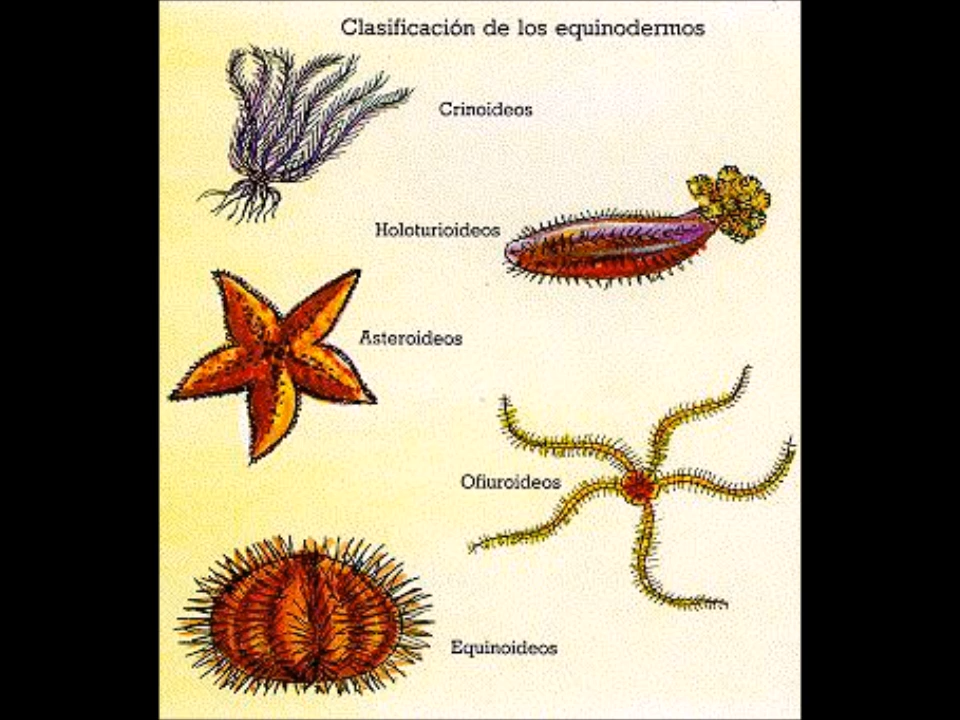 Clasificación de los equinodermos
Crinoideos
Holoturioideos
Asteroideos
Ofiuroideos
Equinoideos